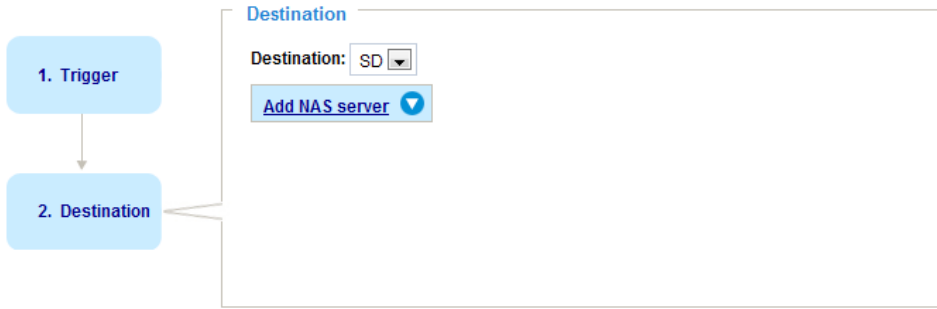 Destination
Destination: SD
Add NAS server
1. Trigger
2. Destination